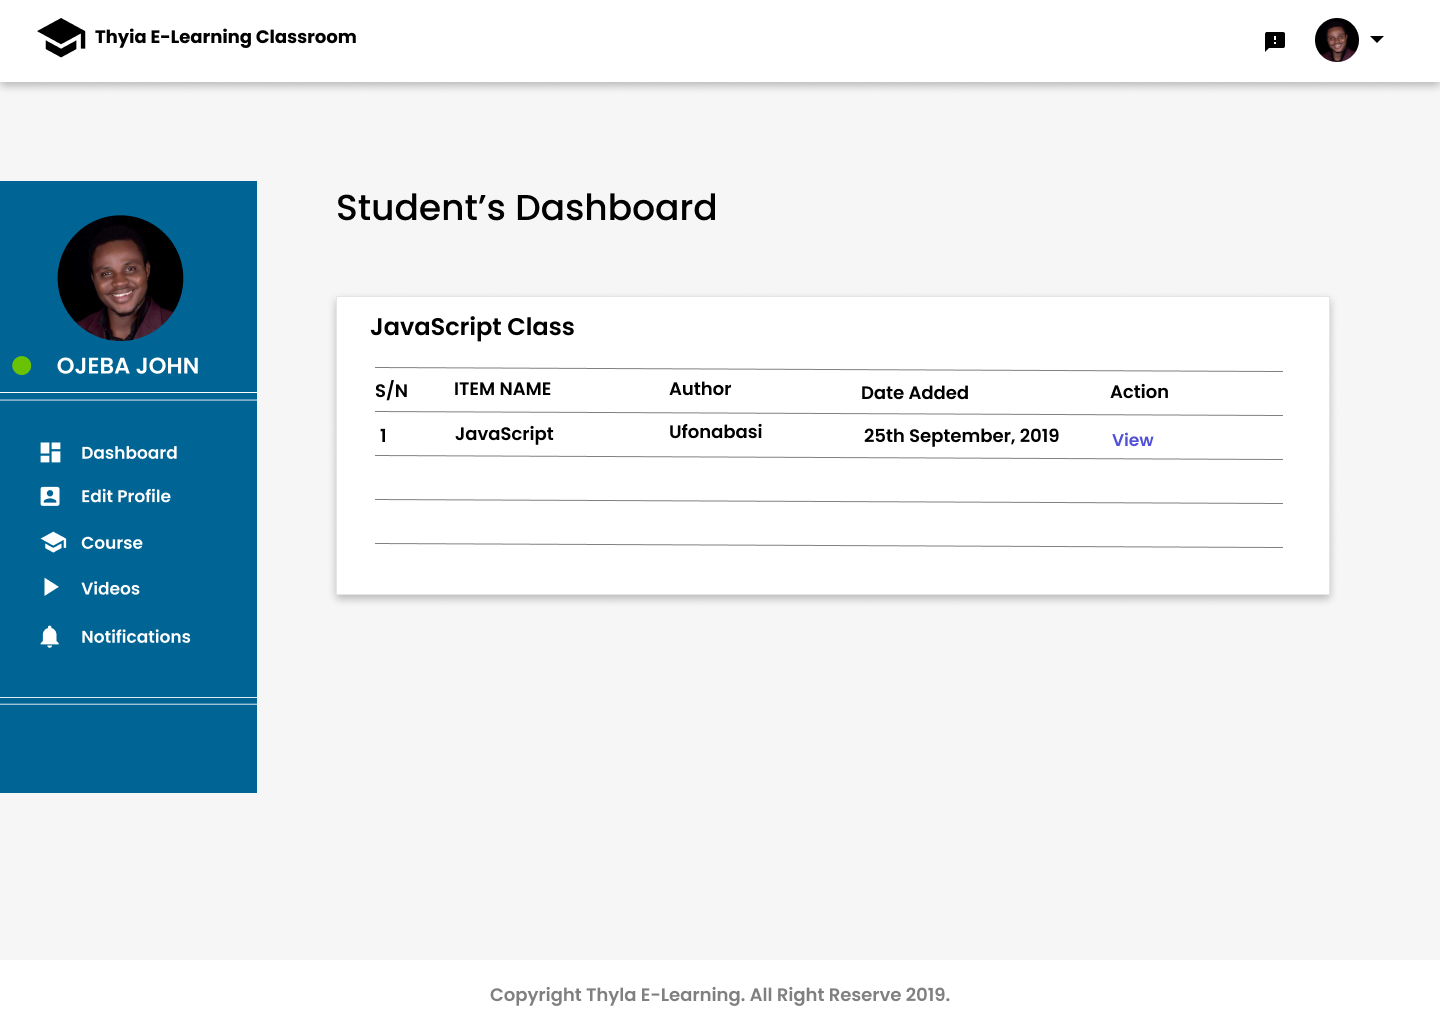 Thyia E-Learning Classroom
Student’s Dashboard
OJEBA JOHN
Dashboard
Edit Profile
Course
Videos
Notifications
JavaScript Class
S/N ITEM NAME Author Date Added Action
1 JavaScript Ufonabasi 25th September, 2019 View
Copyright Thyla E-Learning. All Right Reserve 2019.